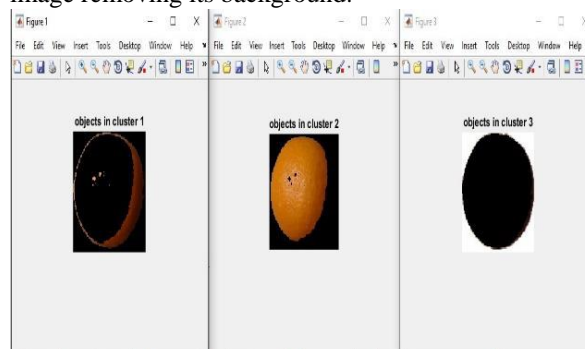 image removing its background.
Figure 1
File Edit View Insert Tools Desktop Window Help
objects in cluster 1
Figure 2
File Edit View Insert Tools Desktop Window Help
objects in cluster 2
Figure 3
File Edit View Insert Tools Desktop Window Help
objects in cluster 3